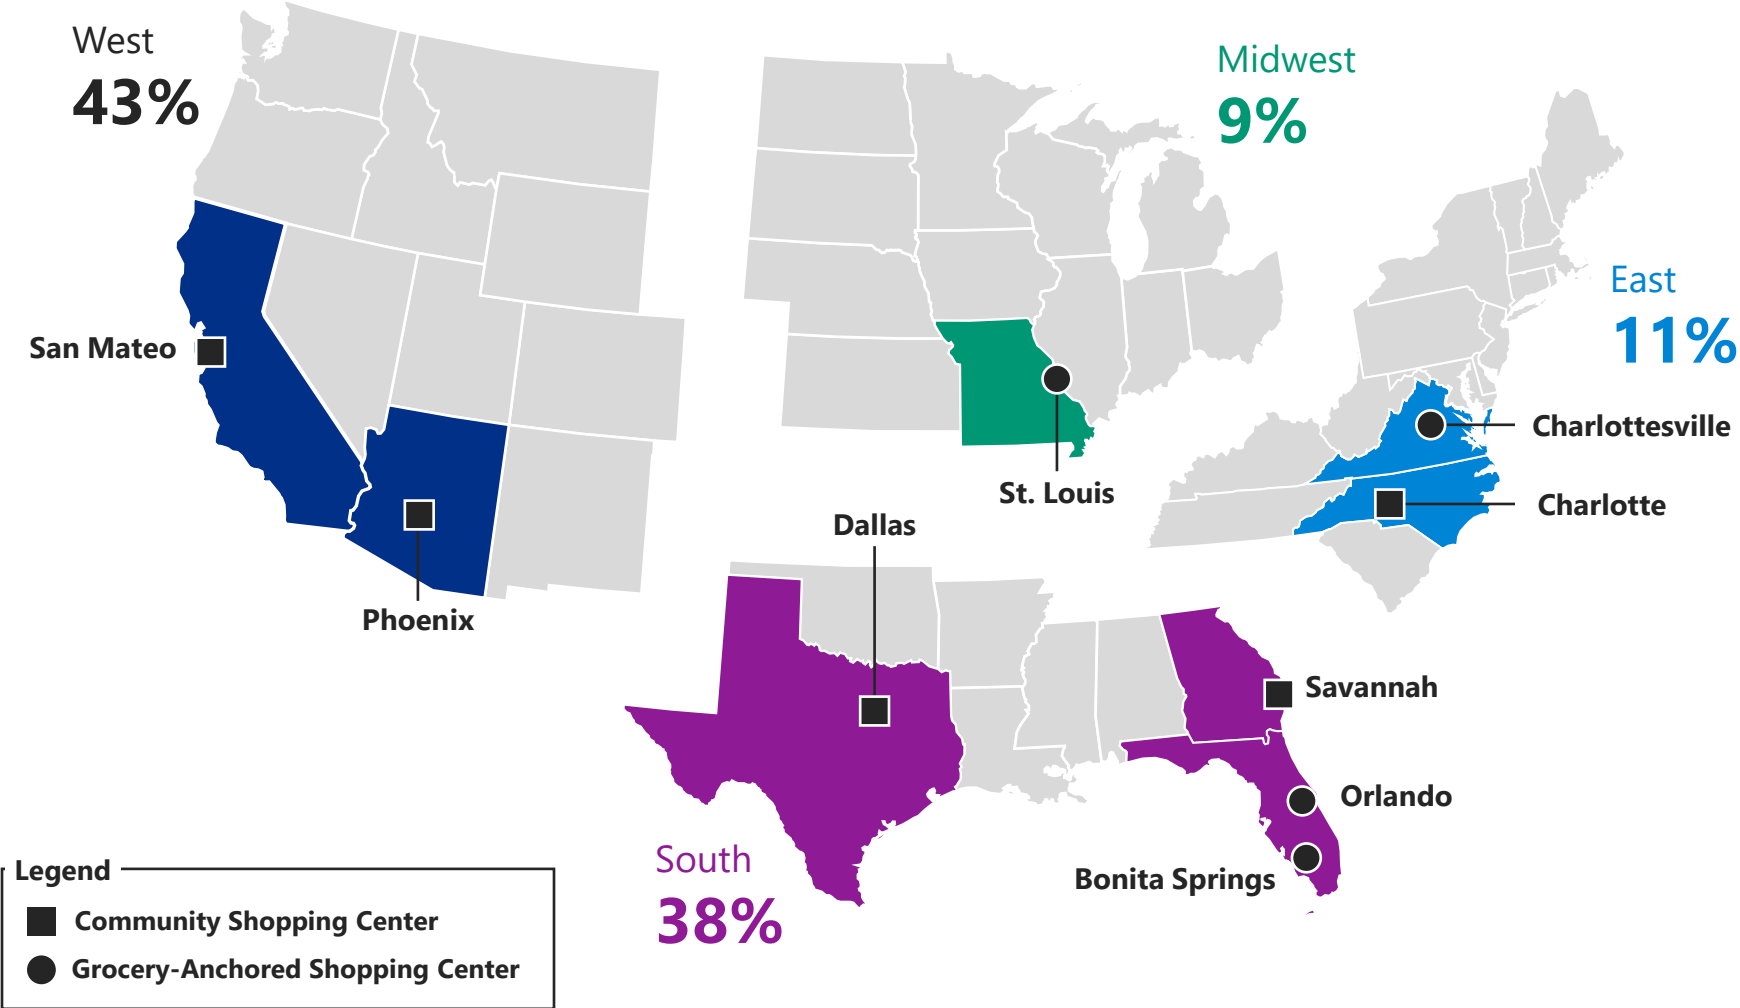 West
43%
Midwest
9%
East
11%
San Mateo
Charlottesville
St. Louis
Charlotte
Dallas
Phoenix
Savannah
Orlando
South
38%
Bonita Springs
Legend
Community Shopping Center
Grocery-Anchored Shopping Center